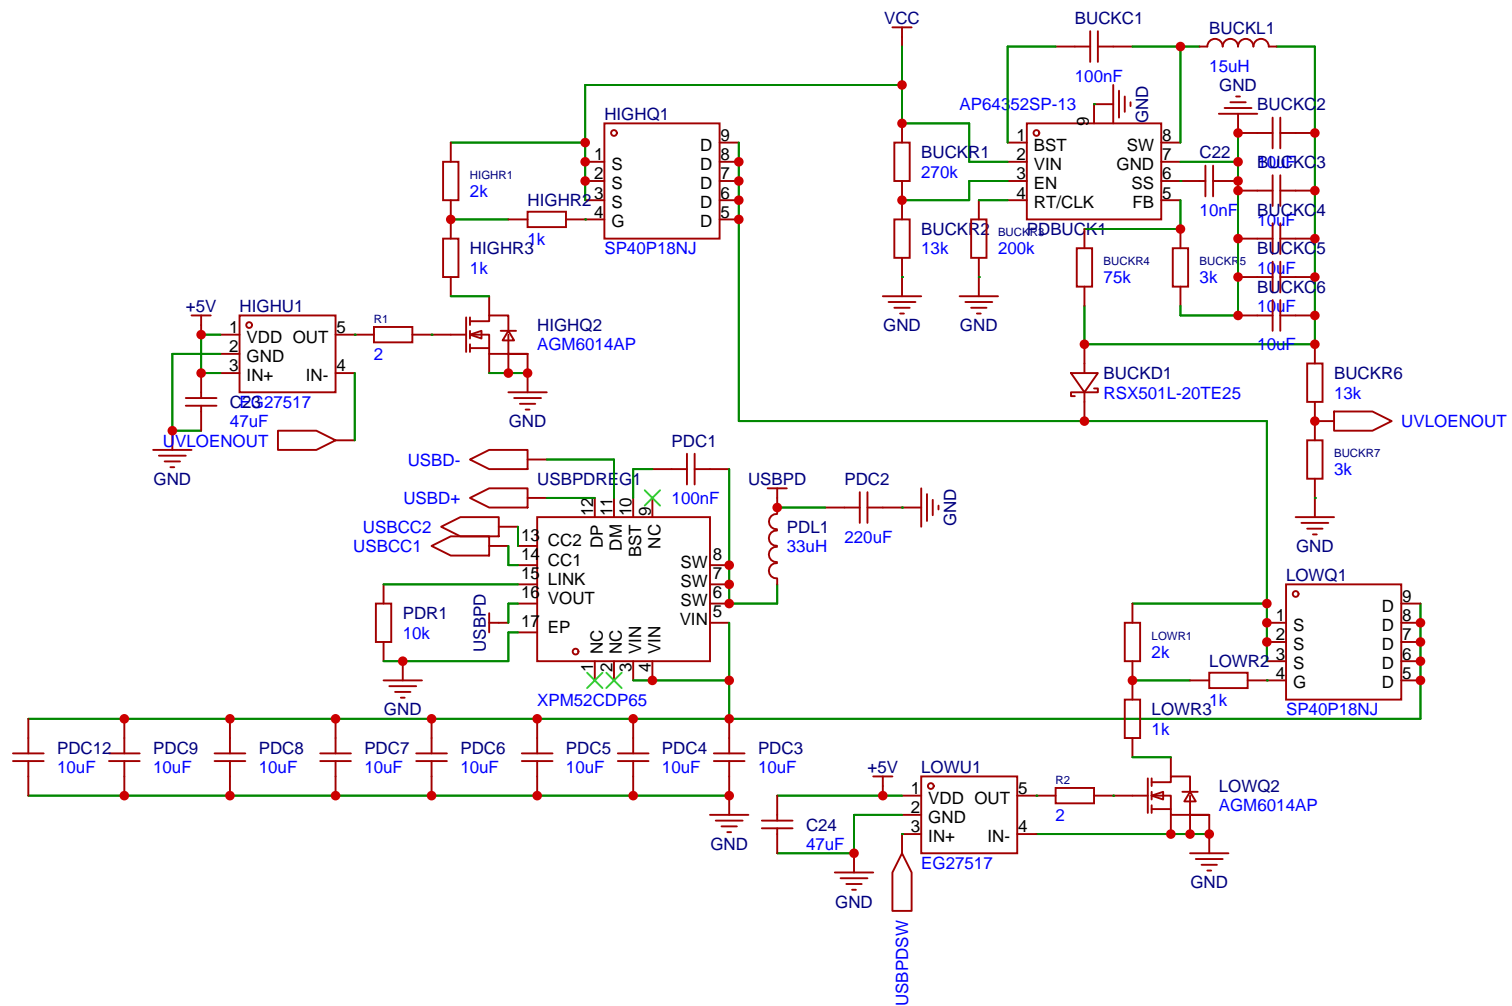 VCC
BUCKC1
100nF
BUCKL1
15uH
GND
AP64352SP-13
9
GND
1
BST
2
VIN
3
EN
4
RT/CLK
SW
8
GND
7
SS
6
FB
5
PDBUCK1
BUCKC2
10uF
BUCKC3
10uF
BUCKC4
10uF
BUCKC5
10uF
BUCKC6
10uF
C22
10nF
BUCKR1
270k
BUCKR2
13k
GND
BUCKR3
200k
GND
BUCKR4
75k
BUCKR5
3k
BUCKD1
RSX501L-20TE25
BUCKR6
13k
UVLOENOUT
BUCKR7
3k
GND
HIGHQ1
1
S
2
S
3
S
4
G
D
9
D
8
D
7
D
6
D
5
SP40P18NJ
HIGHR1
2k
HIGHR2
1k
HIGHR3
1k
+5V
HIGHU1
1
VDD
2
GND
3
IN+
OUT
5
IN-
4
EG27517
R1
2
HIGHQ2
AGM6014AP
GND
C23
47uF
UVLOENOUT
GND
USBD-
USBD+
USBCC2
USBCC1
USBPDREG1
12
DP
11
DM
10
BST
9
NC
13
CC2
14
CC1
15
LINK
16
VOUT
17
EP
SW
8
SW
7
SW
6
VIN
5
1
NC
2
NC
3
VIN
4
VIN
XPM52CDP65
PDC1
100nF
USBPD
PDL1
33uH
PDC2
220uF
GND
PDR1
10k
USBPD
GND
PDC12
10uF
PDC9
10uF
PDC8
10uF
PDC7
10uF
PDC6
10uF
PDC5
10uF
PDC4
10uF
PDC3
10uF
GND
LOWQ1
1
S
2
S
3
S
4
G
D
9
D
8
D
7
D
6
D
5
SP40P18NJ
LOWR1
2k
LOWR2
1k
LOWR3
1k
+5V
LOWU1
1
VDD
2
GND
3
IN+
OUT
5
IN-
4
EG27517
R2
2
LOWQ2
AGM6014AP
GND
C24
47uF
GND
USBPDSW